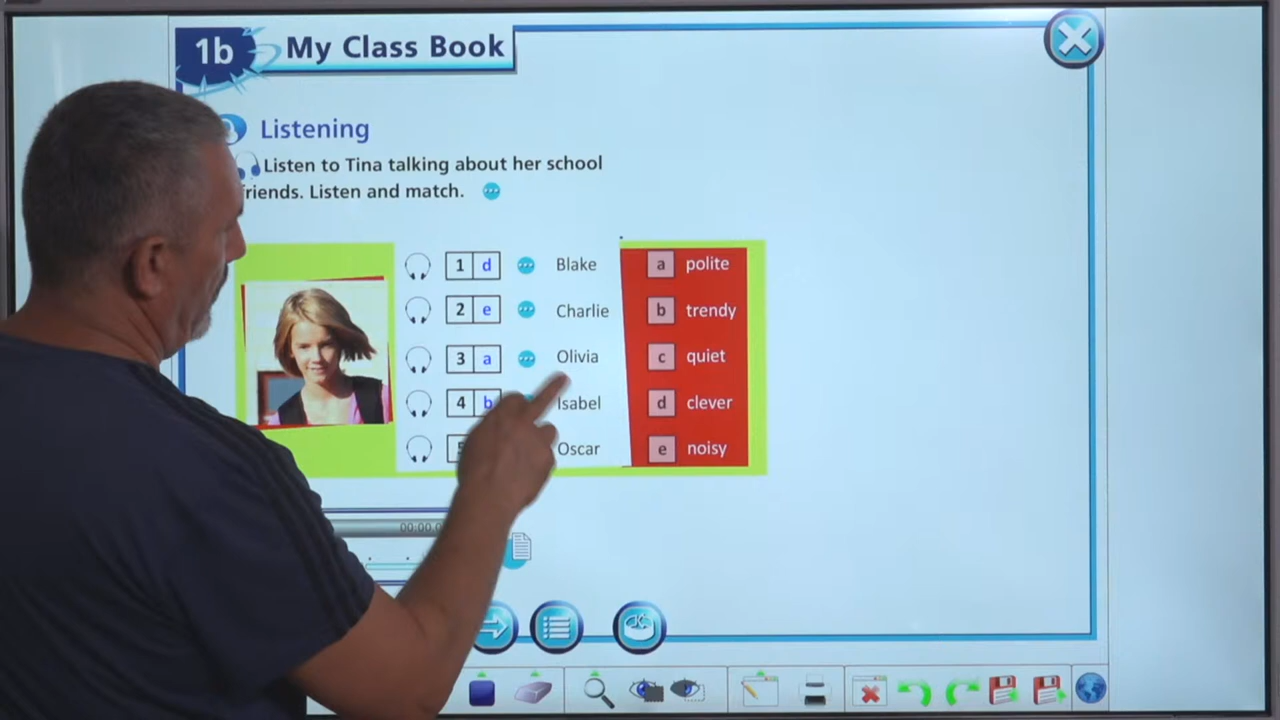 1b My Class Book
Listening
Listen to Tina talking about her school
friends. Listen and match.
1 d Blake a polite
2 e Charlie b trendy
3 a Olivia c quiet
4 b Isabel d clever
Oscar e noisy